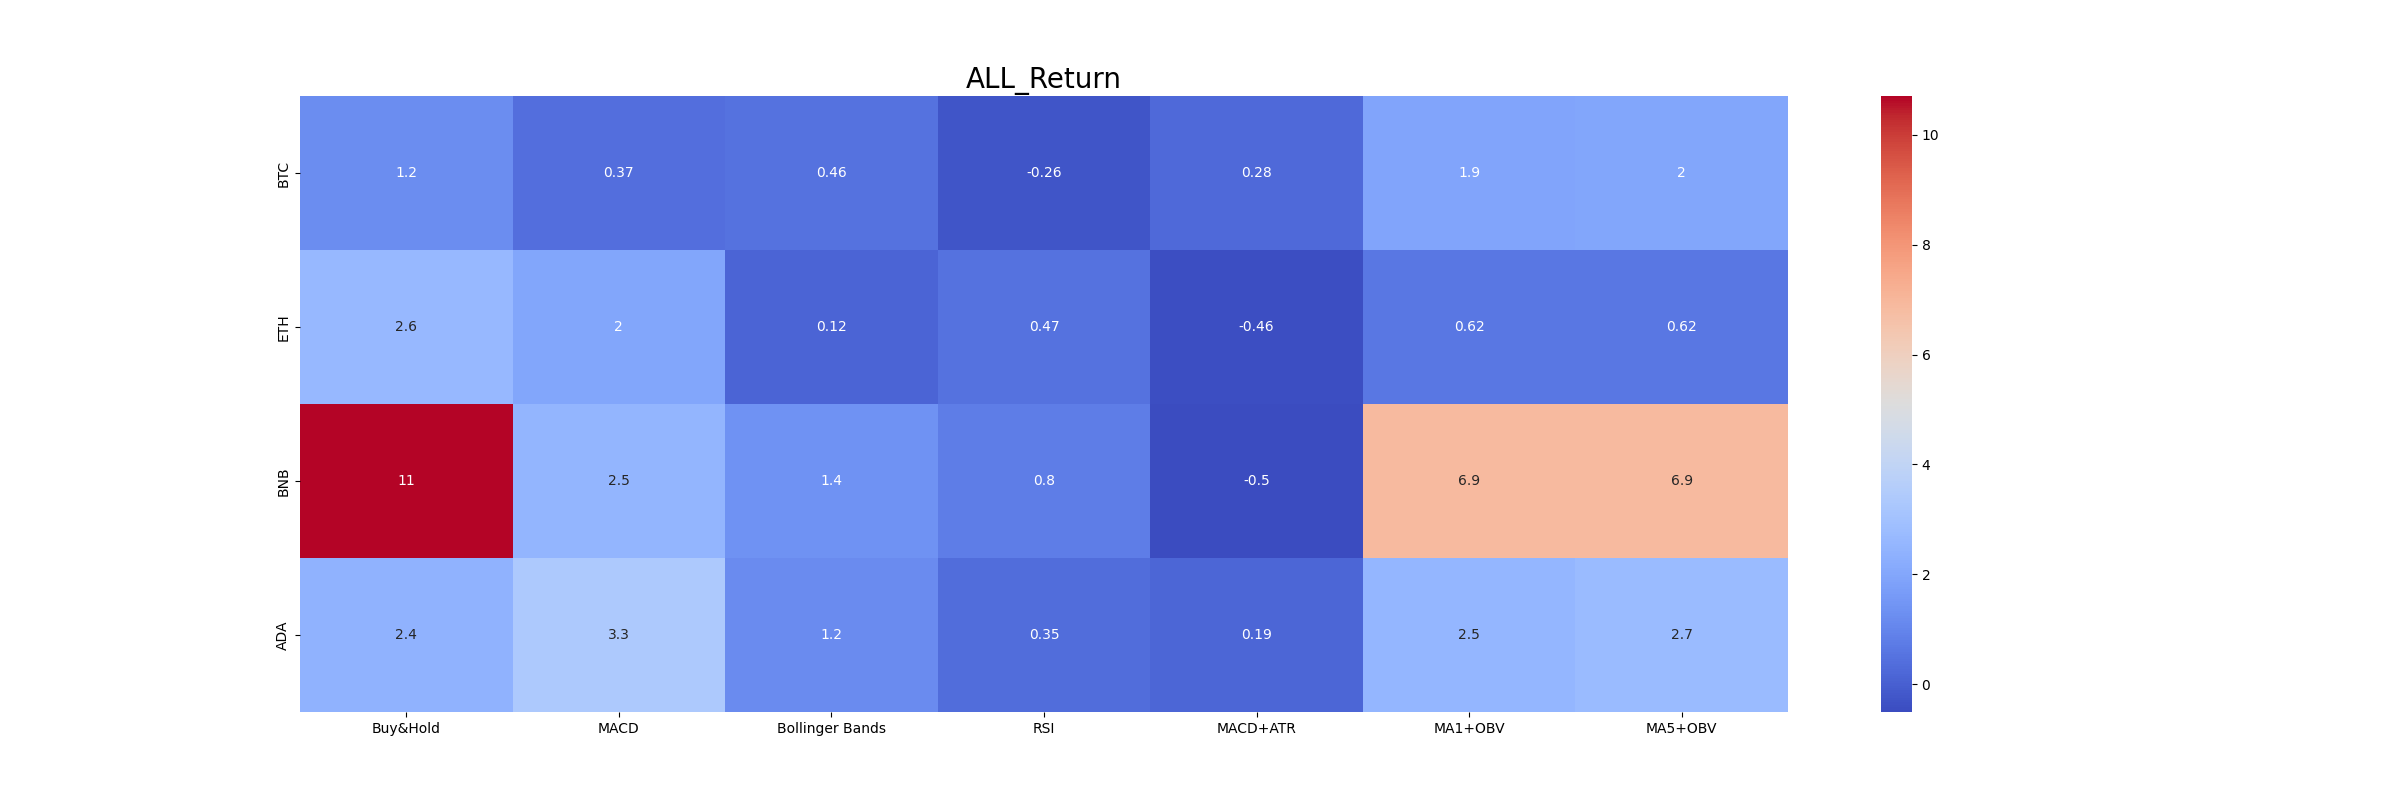 ALL_Return
BTC 1.2 0.37 0.46 -0.26 0.28 1.9 2
ETH 2.6 2 0.12 0.47 -0.46 0.62 0.62
BNB 11 2.5 1.4 0.8 -0.5 6.9 6.9
ADA 2.4 3.3 1.2 0.35 0.19 2.5 2.7
Buy&Hold MACD Bollinger Bands RSI MACD+ATR MA1+OBV MA5+OBV
10
8
6
4
2
0